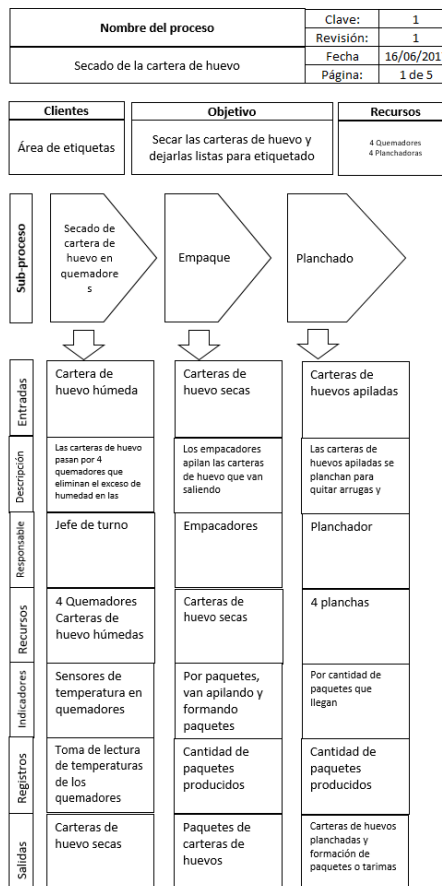 Nombre del proceso
Clave: 1
Revisión: 1
Secado de la cartera de huevo
Fecha 16/06/201
Página: 1 de 5
Clientes
Objetivo
Recursos
Área de etiquetas
Secar las carteras de huevo y
dejarlas listas para etiquetado
4 Quemadores
4 Planchadoras
Sub-proceso
Secado de
cartera de
huevo en
quemadore
s
Empaque
Planchado
Entradas
Cartera de
huevo húmeda
Carteras de
huevo secas
Carteras de
huevos apiladas
Descripción
Las carteras de huevo
pasan por 4
quemadores que
eliminan el exceso de
humedad en las
Los empacadores
apilan las carteras
de huevo que van
saliendo
Las carteras de
huevos apiladas se
planchan para
quitar arrugas y
Responsable
Jefe de turno
Empacadores
Planchador
Recursos
4 Quemadores
Carteras de
huevo húmedas
Carteras de
huevo secas
4 planchas
Indicadores
Sensores de
temperatura en
quemadores
Por paquetes,
van apilando y
formando
paquetes
Por cantidad de
paquetes que
llegan
Registros
Toma de lectura
de temperaturas
de los
quemadores
Cantidad de
paquetes
producidos
Cantidad de
paquetes
producidos
Salidas
Carteras de
huevo secas
Paquetes de
carteras de
huevos
Carteras de huevos
planchadas y
formación de
paquetes o tarimas